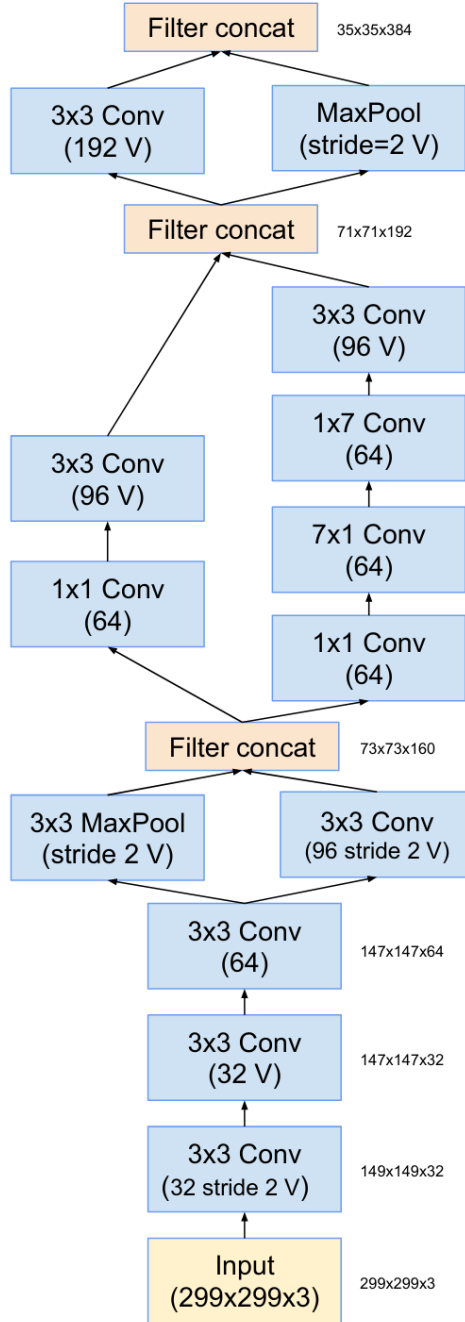 Filter concat
35x35x384
3x3 Conv
(192 V)
MaxPool
(stride=2 V)
Filter concat
71x71x192
3x3 Conv
(96 V)
1x7 Conv
(64)
3x3 Conv
(96 V)
7x1 Conv
(64)
1x1 Conv
(64)
1x1 Conv
(64)
Filter concat
73x73x160
3x3 MaxPool
(stride 2 V)
3x3 Conv
(96 stride 2 V)
3x3 Conv
(64)
147x147x64
3x3 Conv
(32 V)
147x147x32
3x3 Conv
(32 stride 2 V)
149x149x32
Input
(299x299x3)
299x299x3